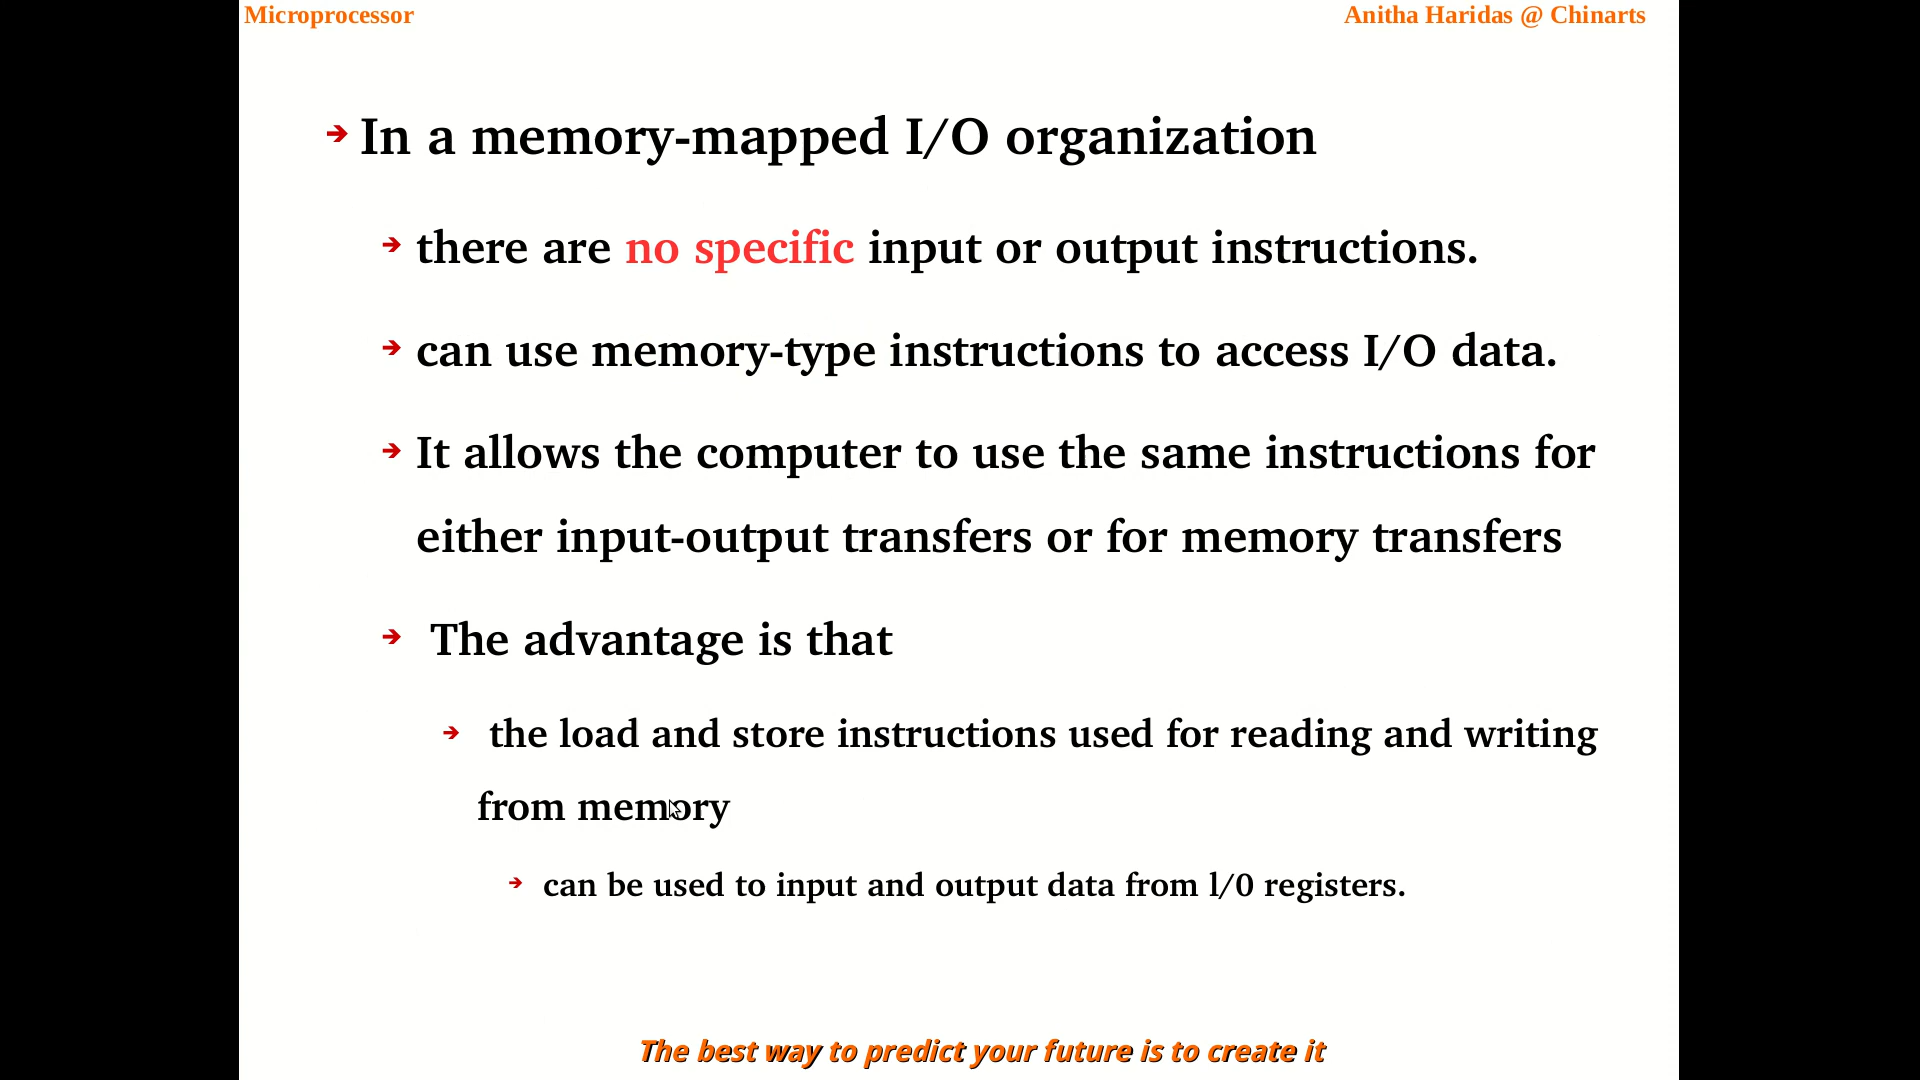 Microprocessor
Anitha Haridas @ Chinarts
In a memory-mapped I/O organization
there are no specific input or output instructions.
can use memory-type instructions to access I/O data.
It allows the computer to use the same instructions for
either input-output transfers or for memory transfers
The advantage is that
the load and store instructions used for reading and writing
from memory
can be used to input and output data from l/0 registers.
The best way to predict your future is to create it